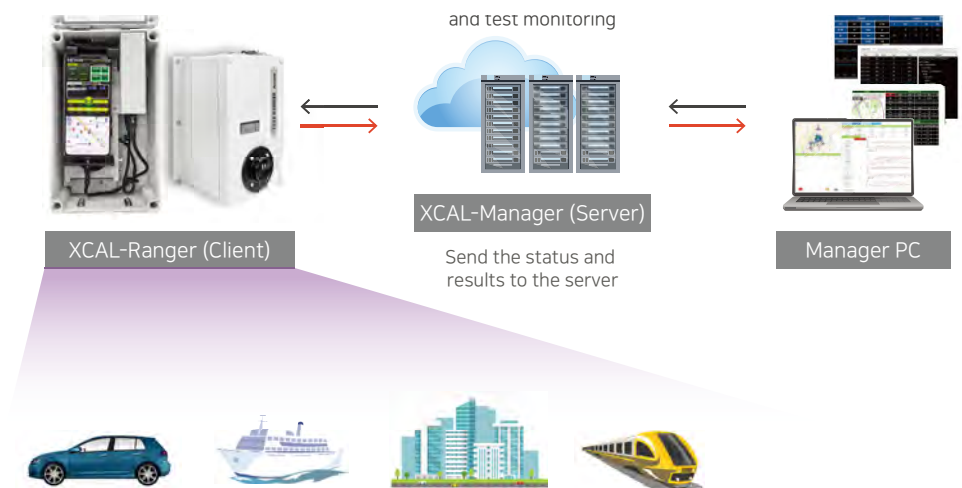 and test monitoring
XCAL-Manager (Server)
XCAL-Ranger (Client)
Manager PC
Send the status and
results to the server